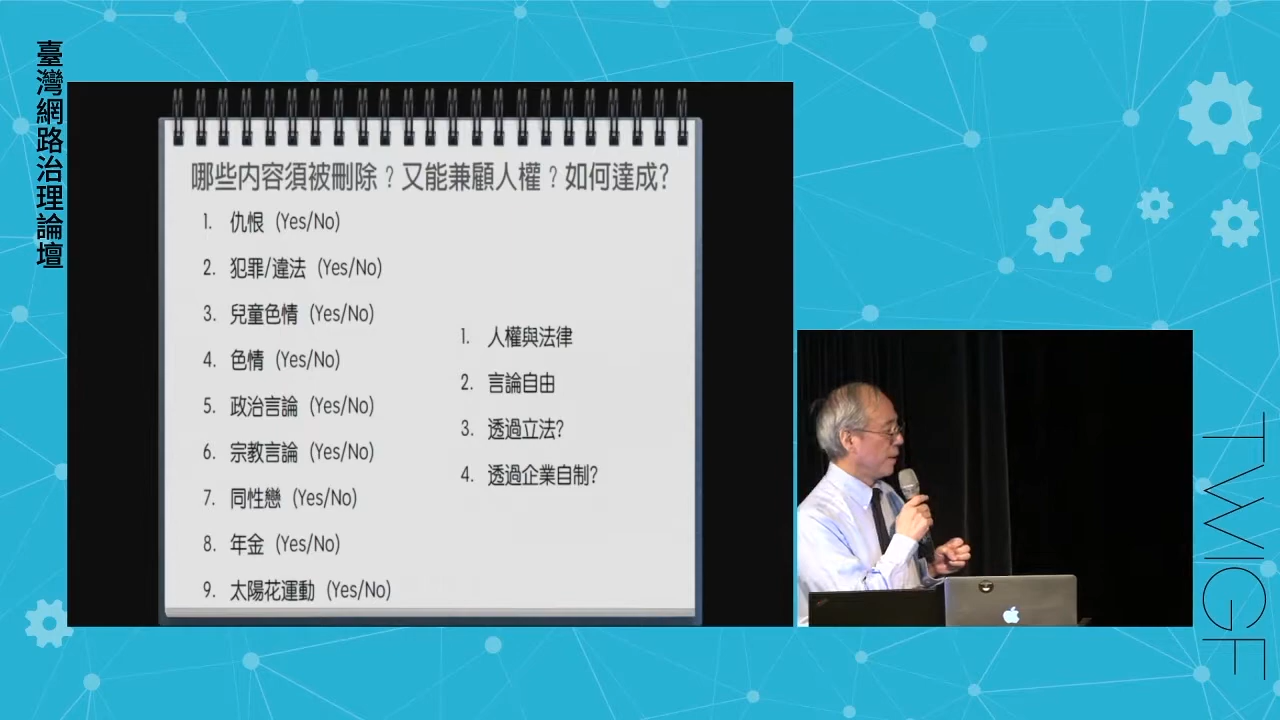 臺灣網路治理論壇
哪些内容須被刪除？又能兼顧人權？如何達成?
1. 仇恨 (Yes/No)
2. 犯罪/違法 (Yes/No)
3. 兒童色情 (Yes/No)
4. 色情 (Yes/No)
5. 政治言論 (Yes/No)
6. 宗教言論 (Yes/No)
7. 同性戀 (Yes/No)
8. 年金 (Yes/No)
9. 太陽花運動 (Yes/No)
1. 人權與法律
2. 言論自由
3. 透過立法?
4. 透過企業自制?
TWIGF